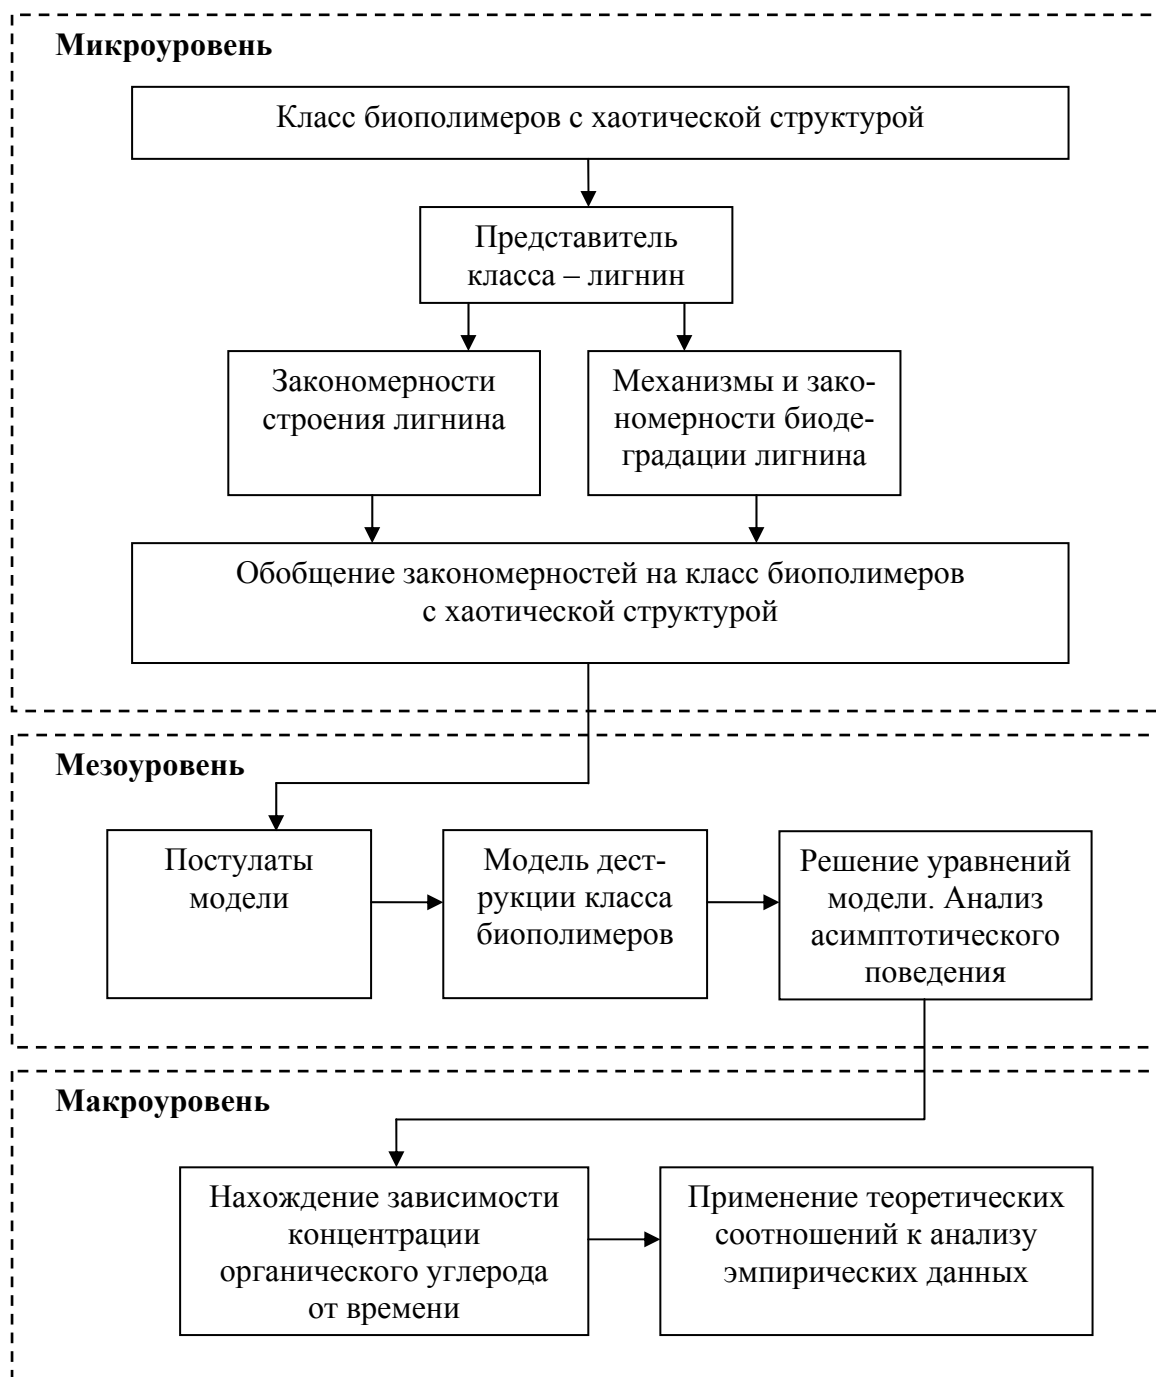 Микроуровень
Класс биополимеров с хаотической структурой
Представитель
класса – лигнин
Закономерности
строения лигнина
Механизмы и зако-
номерности биоде-
градации лигнина
Обобщение закономерностей на класс биополимеров
с хаотической структурой
Мезоуровень
Постулаты
модели
Модель дест-
рукции класса
биополимеров
Решение уравнений
модели. Анализ
асимптотического
поведения
Макроуровень
Нахождение зависимости
концентрации
органического углерода
от времени
Применение теоретических
соотношений к анализу
эмпирических данных